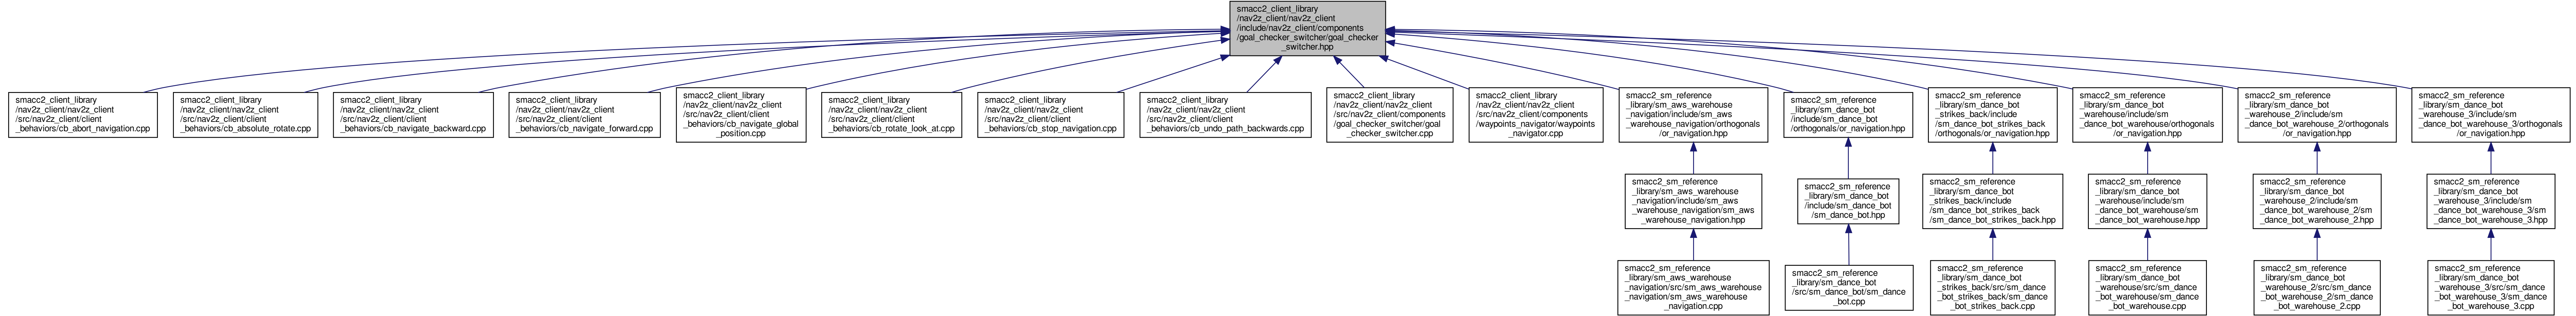 smacc2_client_library
/nav2z_client/nav2z_client
/include/nav2z_client/components
/goal_checker_switcher/goal_checker
_switcher.hpp
smacc2_client_library
/nav2z_client/nav2z_client
/src/nav2z_client/client
_behaviors/cb_abort_navigation.cpp
smacc2_client_library
/nav2z_client/nav2z_client
/src/nav2z_client/client
_behaviors/cb_absolute_rotate.cpp
smacc2_client_library
/nav2z_client/nav2z_client
/src/nav2z_client/client
_behaviors/cb_navigate_backward.cpp
smacc2_client_library
/nav2z_client/nav2z_client
/src/nav2z_client/client
_behaviors/cb_navigate_forward.cpp
smacc2_client_library
/nav2z_client/nav2z_client
/src/nav2z_client/client
_behaviors/cb_navigate_global
_position.cpp
smacc2_client_library
/nav2z_client/nav2z_client
/src/nav2z_client/client
_behaviors/cb_rotate_look_at.cpp
smacc2_client_library
/nav2z_client/nav2z_client
/src/nav2z_client/client
_behaviors/cb_stop_navigation.cpp
smacc2_client_library
/nav2z_client/nav2z_client
/src/nav2z_client/client
_behaviors/cb_undo_path_backwards.cpp
smacc2_client_library
/nav2z_client/nav2z_client
/src/nav2z_client/components
/goal_checker_switcher/goal
_checker_switcher.cpp
smacc2_client_library
/nav2z_client/nav2z_client
/src/nav2z_client/components
/waypoints_navigator/waypoints
_navigator.cpp
smacc2_sm_reference
_library/sm_aws_warehouse
_navigation/include/sm_aws
_warehouse_navigation/orthogonals
/or_navigation.hpp
smacc2_sm_reference
_library/sm_dance_bot
/include/sm_dance_bot
/orthogonals/or_navigation.hpp
smacc2_sm_reference
_library/sm_dance_bot
_strikes_back/include
/sm_dance_bot_strikes_back
/orthogonals/or_navigation.hpp
smacc2_sm_reference
_library/sm_dance_bot
_warehouse/include/sm
_dance_bot_warehouse/orthogonals
/or_navigation.hpp
smacc2_sm_reference
_library/sm_dance_bot
_warehouse_2/include/sm
_dance_bot_warehouse_2/orthogonals
/or_navigation.hpp
smacc2_sm_reference
_library/sm_dance_bot
_warehouse_3/include/sm
_dance_bot_warehouse_3/orthogonals
/or_navigation.hpp
smacc2_sm_reference
_library/sm_aws_warehouse
_navigation/include/sm_aws
_warehouse_navigation/sm_aws
_warehouse_navigation.hpp
smacc2_sm_reference
_library/sm_dance_bot
/include/sm_dance_bot
/sm_dance_bot.hpp
smacc2_sm_reference
_library/sm_dance_bot
_strikes_back/include
/sm_dance_bot_strikes_back
/sm_dance_bot_strikes_back.hpp
smacc2_sm_reference
_library/sm_dance_bot
_warehouse/include/sm
_dance_bot_warehouse/sm
_dance_bot_warehouse.hpp
smacc2_sm_reference
_library/sm_dance_bot
_warehouse_2/include/sm
_dance_bot_warehouse_2/sm
_dance_bot_warehouse_2.hpp
smacc2_sm_reference
_library/sm_dance_bot
_warehouse_3/include/sm
_dance_bot_warehouse_3/sm
_dance_bot_warehouse_3.hpp
smacc2_sm_reference
_library/sm_aws_warehouse
_navigation/src/sm_aws_warehouse
_navigation/sm_aws_warehouse
_navigation.cpp
smacc2_sm_reference
_library/sm_dance_bot
/src/sm_dance_bot/sm_dance
_bot.cpp
smacc2_sm_reference
_library/sm_dance_bot
_strikes_back/src/sm_dance
_bot_strikes_back/sm_dance
_bot_strikes_back.cpp
smacc2_sm_reference
_library/sm_dance_bot
_warehouse/src/sm_dance
_bot_warehouse/sm_dance
_bot_warehouse.cpp
smacc2_sm_reference
_library/sm_dance_bot
_warehouse_2/src/sm_dance
_bot_warehouse_2/sm_dance
_bot_warehouse_2.cpp
smacc2_sm_reference
_library/sm_dance_bot
_warehouse_3/src/sm_dance
_bot_warehouse_3/sm_dance
_bot_warehouse_3.cpp